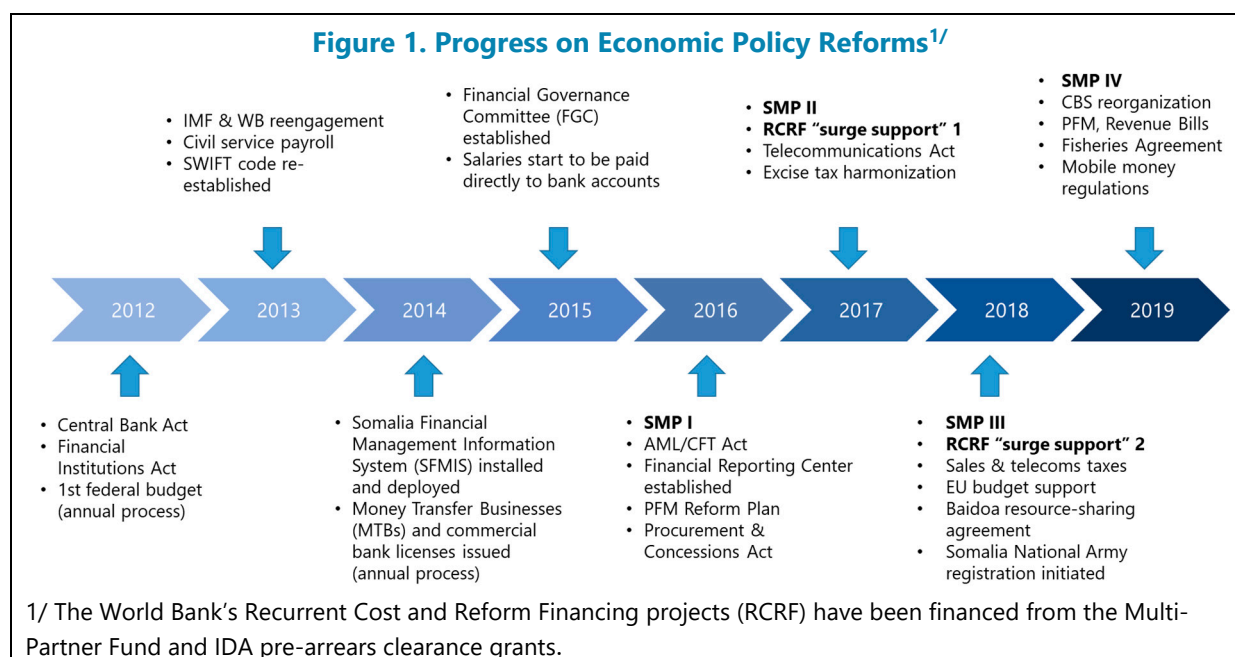 Figure 1. Progress on Economic Policy Reforms1/
• IMF & WB reengagement
• Civil service payroll
• SWIFT code re-
established
• Financial Governance
Committee (FGC)
established
• Salaries start to be paid
directly to bank accounts
• SMP II
• RCRF “surge support” 1
• Telecommunications Act
• Excise tax harmonization
• SMP IV
• CBS reorganization
• PFM, Revenue Bills
• Fisheries Agreement
• Mobile money
regulations
2012
2013
2014
2015
2016
2017
2018
2019
• Central Bank Act
• Financial
Institutions Act
• 1st federal budget
(annual process)
• Somalia Financial
Management Information
System (SFMIS) installed
and deployed
• Money Transfer Businesses
(MTBs) and commercial
bank licenses issued
(annual process)
• SMP I
• AML/CFT Act
• Financial Reporting Center
established
• PFM Reform Plan
• Procurement &
Concessions Act
• SMP III
• RCRF “surge support” 2
• Sales & telecoms taxes
• EU budget support
• Baidoa resource-sharing
agreement
• Somalia National Army
registration initiated
1/ The World Bank’s Recurrent Cost and Reform Financing projects (RCRF) have been financed from the Multi-
Partner Fund and IDA pre-arrears clearance grants.